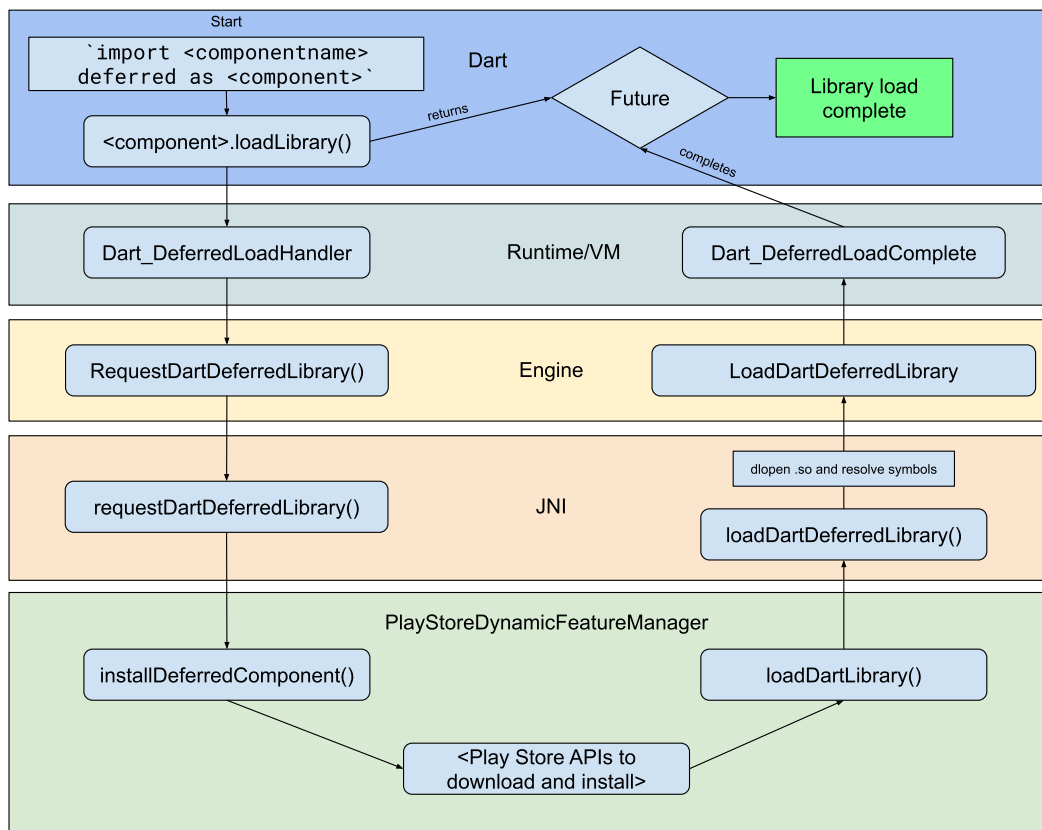 Start
`import <componentname>
deferred as <component>`
Dart
Future
Library load
complete
returns
<component>.loadLibrary()
completes
Dart_DeferredLoadHandler
Runtime/VM
Dart_DeferredLoadComplete
RequestDartDeferredLibrary()
Engine
LoadDartDeferredLibrary
dlopen .so and resolve symbols
requestDartDeferredLibrary()
JNI
loadDartDeferredLibrary()
PlayStoreDynamicFeatureManager
installDeferredComponent()
loadDartLibrary()
<Play Store APIs to
download and install>